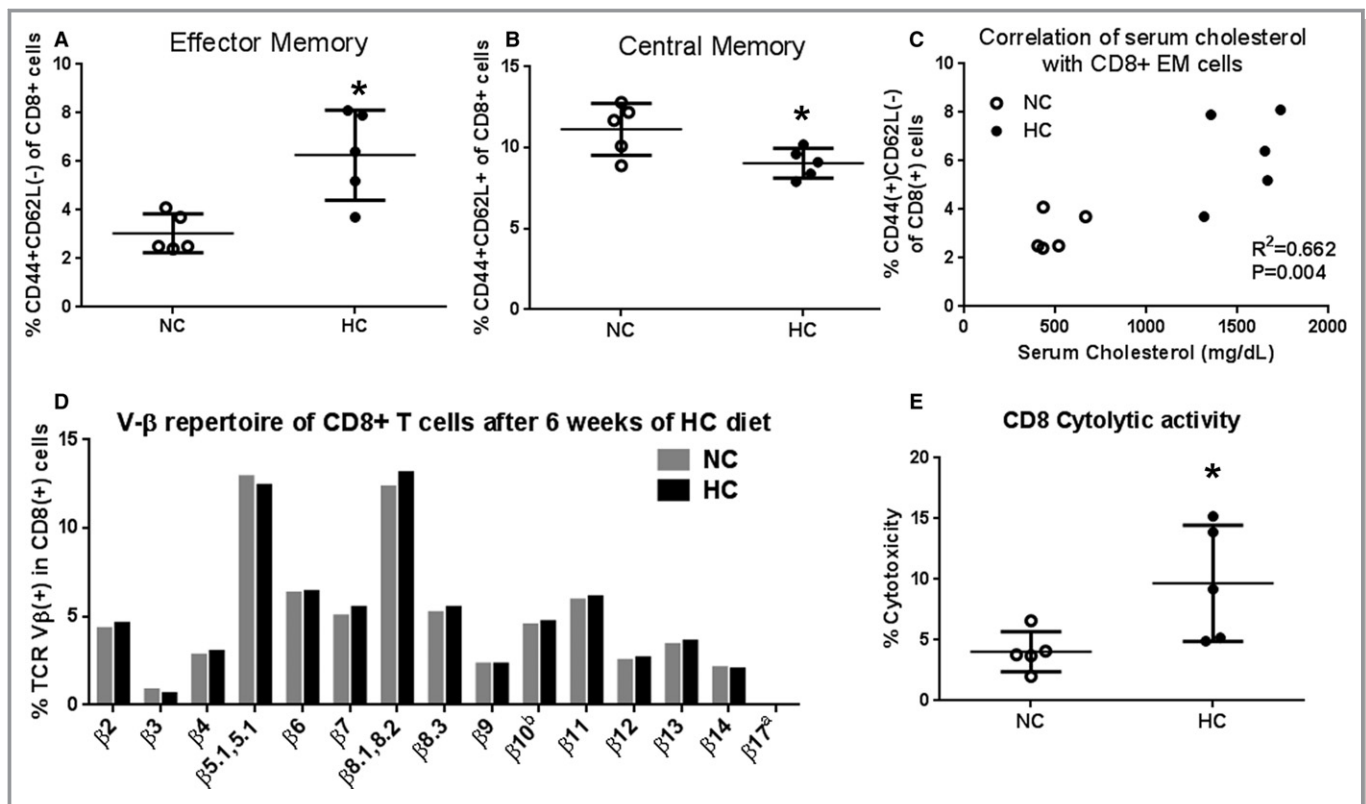 A
Effector Memory
% CD44+CD62L(-) of CD8+ cells
10
8
6
4
2
0
*
NC
HC
B
Central Memory
% CD44+CD62L+ of CD8+ cells
15
10
5
0
*
NC
HC
C
Correlation of serum cholesterol
with CD8+ EM cells
% CD44(+)CD62L(-)
of CD8(+) cells
10
8
6
4
2
0
NC
HC
R²=0.662
P=0.004
0
500
1000
1500
2000
Serum Cholesterol (mg/dL)
D
V-β repertoire of CD8+ T cells after 6 weeks of HC diet
% TCR Vβ(+) in CD8(+) cells
15
10
5
0
NC
HC
β2
β3
β4
β5.1,5.1
β6
β7
β8.1,8.2
β8.3
β9
β10ᵇ
β11
β12
β13
β14
β17ᵃ
E
CD8 Cytolytic activity
% Cytotoxicity
20
15
10
5
0
*
NC
HC